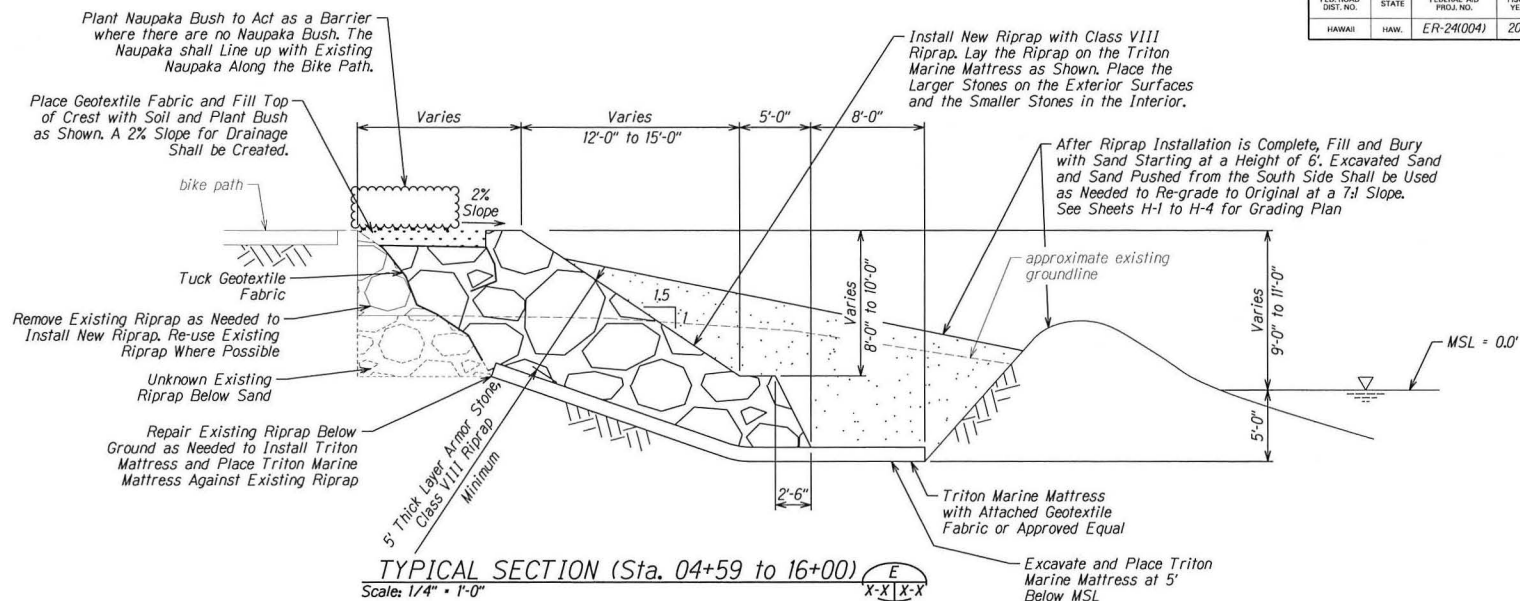 DIST. NO.
STATE
PROJ. NO.
HAWAII
HAW.
ER-24(004)
20
Plant Naupaka Bush to Act as a Barrier
where there are no Naupaka Bush. The
Naupaka shall Line up with Existing
Naupaka Along the Bike Path.
Install New Riprap with Class VIII
Riprap. Lay the Riprap on the Triton
Marine Mattress as Shown. Place the
Larger Stones on the Exterior Surfaces
and the Smaller Stones in the Interior.
Place Geotextile Fabric and Fill Top
of Crest with Soil and Plant Bush
as Shown. A 2% Slope for Drainage
Shall be Created.
Varies
Varies
12'-0" to 15'-0"
5'-0"
8'-0"
After Riprap Installation is Complete, Fill and Bury
with Sand Starting at a Height of 6'. Excavated Sand
and Sand Pushed from the South Side Shall be Used
as Needed to Re-grade to Original at a 7:1 Slope.
See Sheets H-1 to H-4 for Grading Plan
bike path
2%
Slope
approximate existing
groundline
Tuck Geotextile
Fabric
1.5
1
Varies
8'-0" to 10'-0"
Varies
9'-0" to 11'-0"
Remove Existing Riprap as Needed to
Install New Riprap. Re-use Existing
Riprap Where Possible
MSL = 0.0'
Unknown Existing
Riprap Below Sand
5'-0"
Repair Existing Riprap Below
Ground as Needed to Install Triton
Mattress and Place Triton Marine
Mattress Against Existing Riprap
5' Thick Layer Armor Stone,
Class VIII Riprap
Minimum
2'-6"
Triton Marine Mattress
with Attached Geotextile
Fabric or Approved Equal
Excavate and Place Triton
Marine Mattress at 5'
Below MSL
TYPICAL SECTION (Sta. 04+59 to 16+00)
E
X-X X-X
Scale: 1/4" = 1'-0"